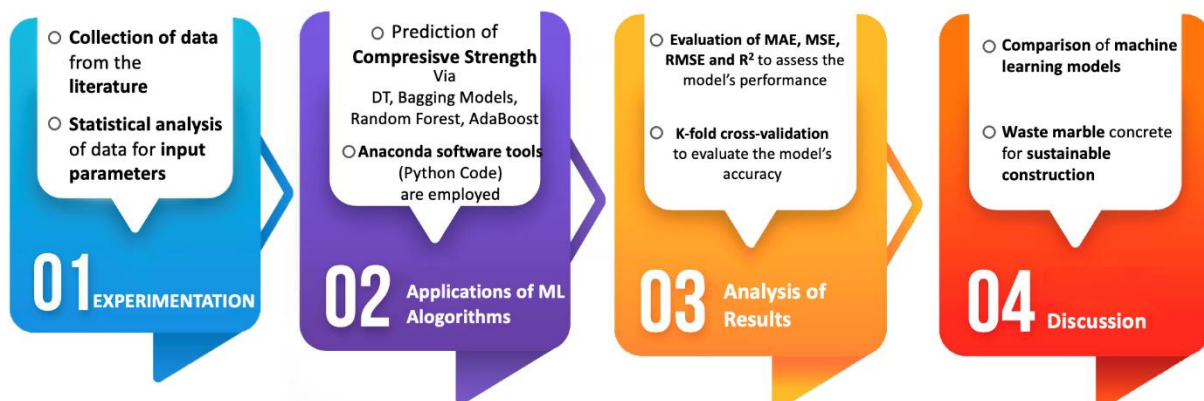 Collection of data
from the
literature
Statistical analysis
of data for input
parameters
01 EXPERIMENTATION
Prediction of
Compresive Strength
Via
DT, Bagging Models,
Random Forest, AdaBoost
Anaconda software tools
(Python Code)
are employed
02 Applications of ML
Alogorithms
Evaluation of MAE, MSE,
RMSE and R² to assess the
model's performance
K-fold cross-validation
to evaluate the model's
accuracy
03 Analysis of
Results
Comparison of machine
learning models
Waste marble concrete
for sustainable
construction
04 Discussion